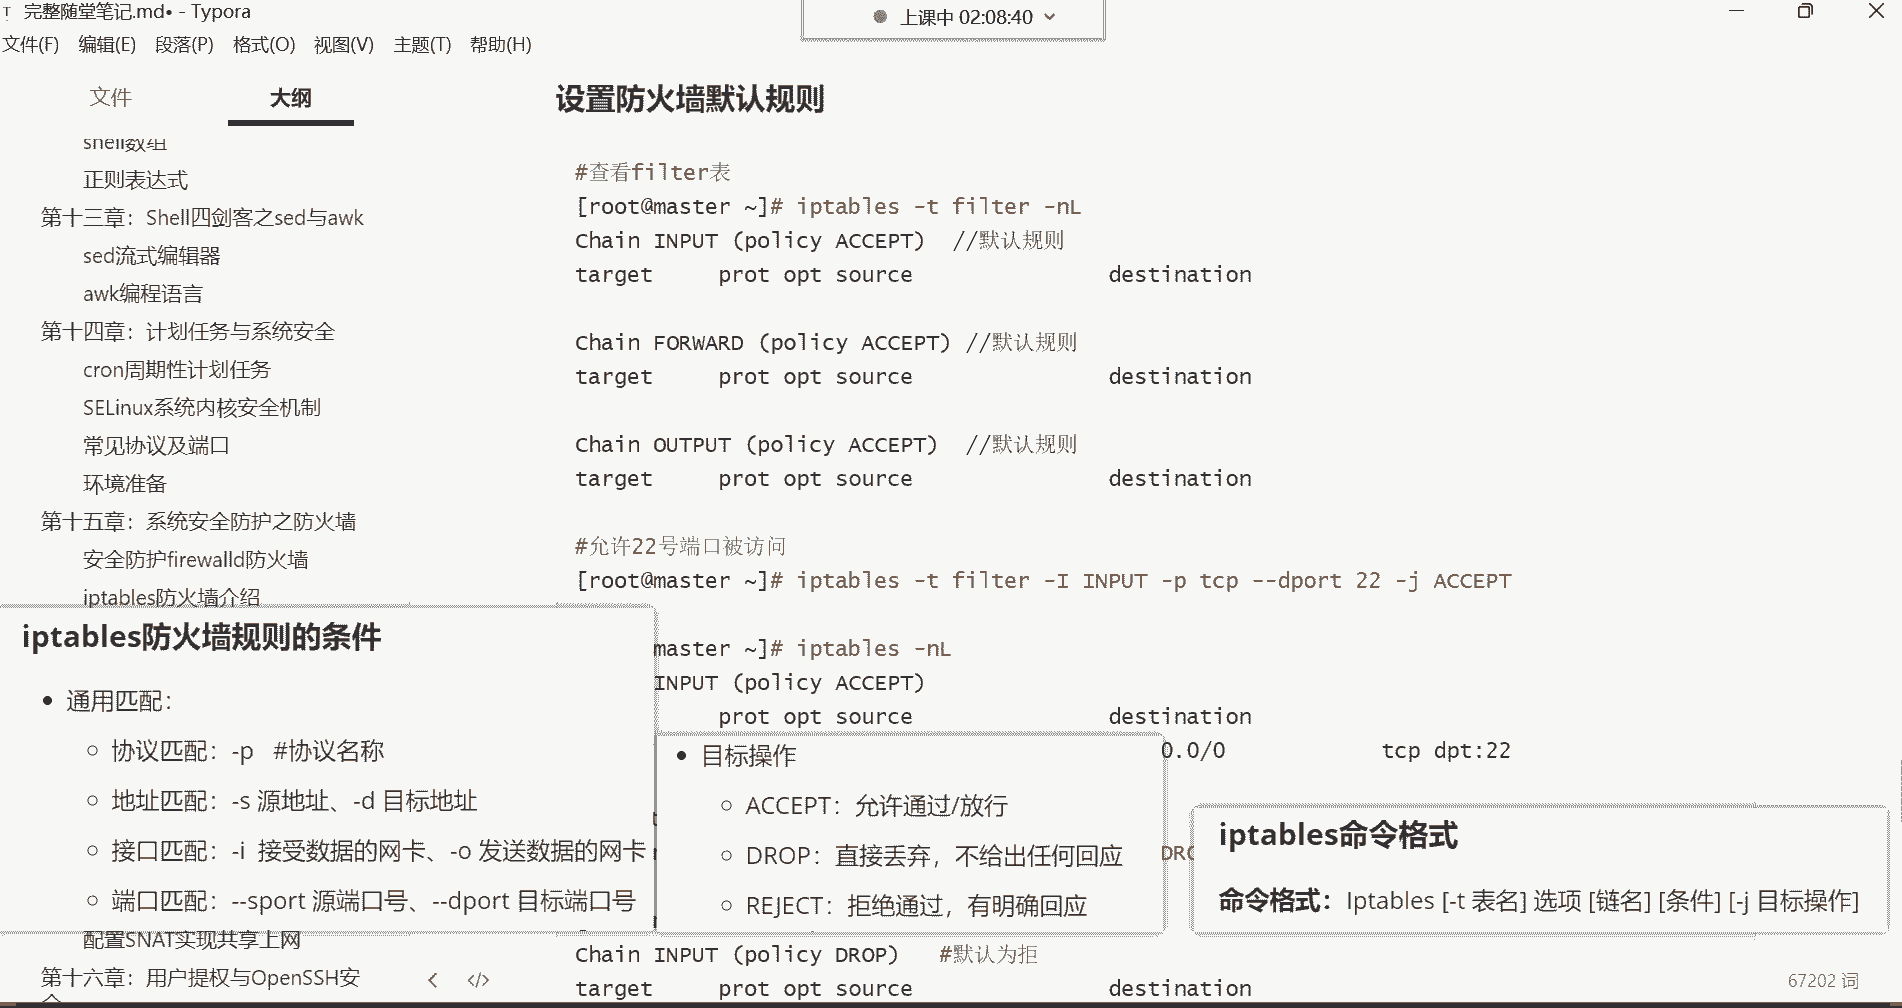 完整随堂笔记.md• - Typora
上课中 02:08:40
文件(F) 编辑(E) 段落(P) 格式(O) 视图(V) 主题(T) 帮助(H)
文件 大纲
shell数组
正则表达式
第十三章：Shell四剑客之sed与awk
sed流式编辑器
awk编程语言
第十四章：计划任务与系统安全
cron周期性计划任务
SELinux系统内核安全机制
常见协议及端口
环境准备
第十五章：系统安全防护之防火墙
安全防护firewalld防火墙
iptables防火墙介绍
设置防火墙默认规则
#查看filter表
[root@master ~]# iptables -t filter -nL
Chain INPUT (policy ACCEPT) //默认规则
target prot opt source destination
Chain FORWARD (policy ACCEPT) //默认规则
target prot opt source destination
Chain OUTPUT (policy ACCEPT) //默认规则
target prot opt source destination
#允许22号端口被访问
[root@master ~]# iptables -t filter -I INPUT -p tcp --dport 22 -j ACCEPT
master ~]# iptables -nL
INPUT (policy ACCEPT)
prot opt source destination
0.0/0 tcp dpt:22
iptables防火墙规则的条件
• 通用匹配：
○ 协议匹配：-p #协议名称
○ 地址匹配：-s 源地址、-d 目标地址
○ 接口匹配：-i 接受数据的网卡、-o 发送数据的网卡
○ 端口匹配：--sport 源端口号、--dport 目标端口号
• 目标操作
○ ACCEPT：允许通过/放行
○ DROP：直接丢弃，不给出任何回应
○ REJECT：拒绝通过，有明确回应
iptables命令格式
命令格式：Iptables [-t 表名] 选项 [链名] [条件] [-j 目标操作]
配置SNAT实现共享上网
第十六章：用户提权与OpenSSH安
Chain INPUT (policy DROP) #默认为拒
target prot opt source destination
67202 词